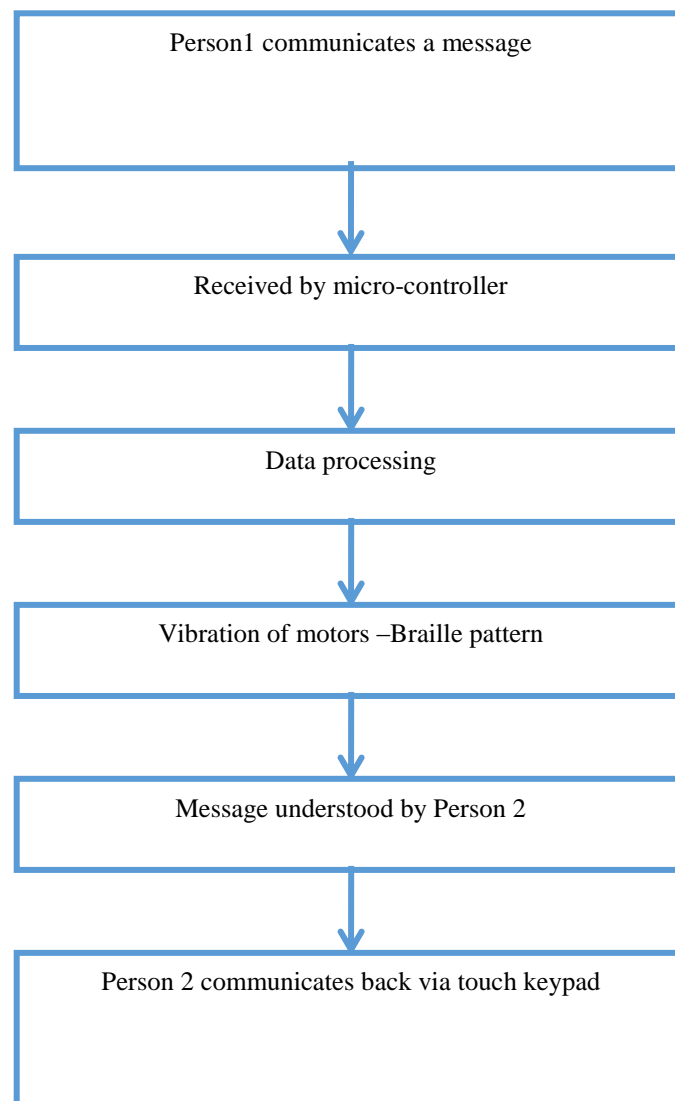 Person1 communicates a message
Received by micro-controller
Data processing
Vibration of motors –Braille pattern
Message understood by Person 2
Person 2 communicates back via touch keypad